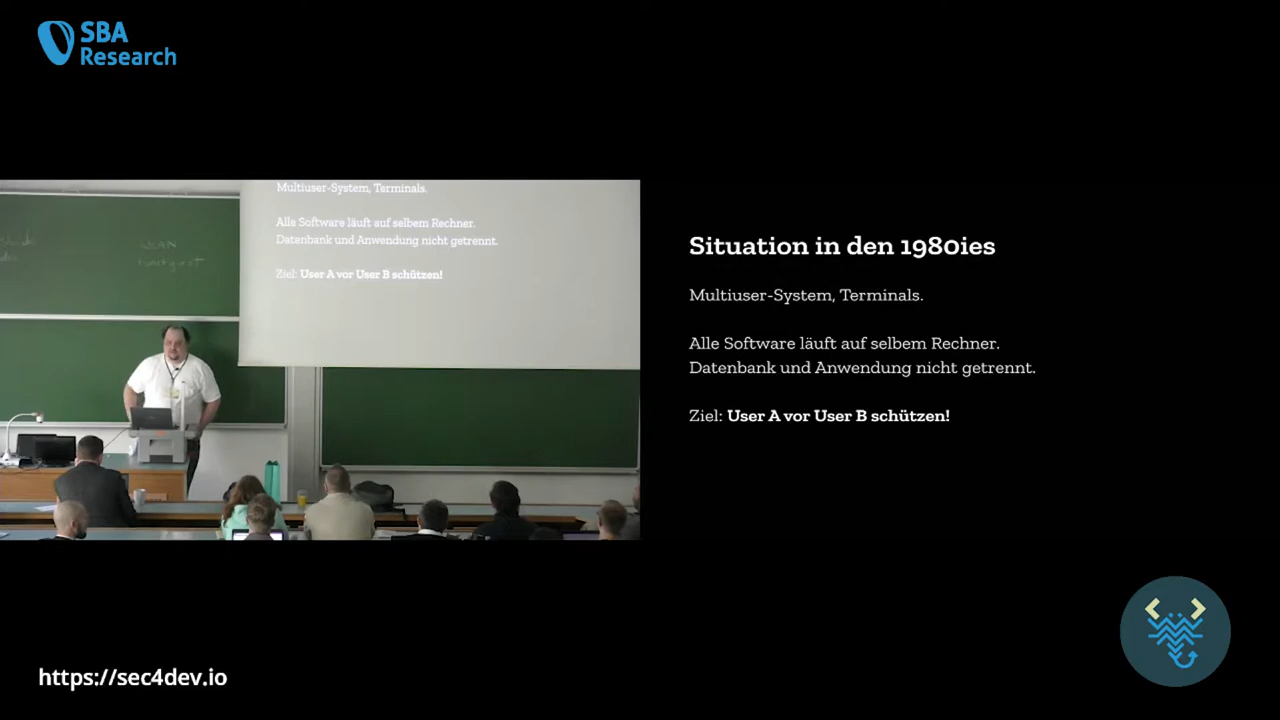 SBA
Research
Multiuser-System, Terminals.
Alle Software läuft auf selbem Rechner.
Datenbank und Anwendung nicht getrennt.
Ziel: User A vor User B schützen!
WLAN
Situation in den 1980ies
Multiuser-System, Terminals.
Alle Software läuft auf selbem Rechner.
Datenbank und Anwendung nicht getrennt.
Ziel: User A vor User B schützen!
https://sec4dev.io